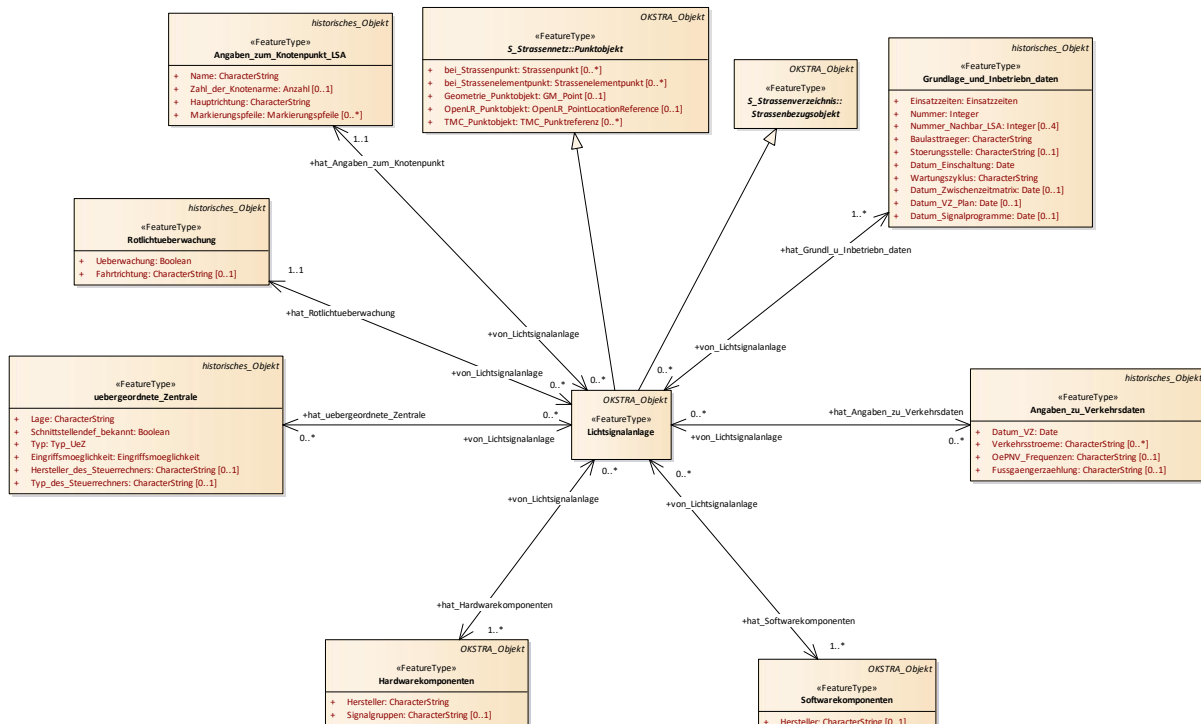 historisches_Objekt
«FeatureType»
Angaben_zum_Knotenpunkt_LSA
+ Name: CharacterString
+ Zahl_der_Knotenarme: Anzahl [0..1]
+ Hauptrichtung: CharacterString
+ Markierungspfeile: Markierungspfeile [0..*]
OKSTRA_Objekt
«FeatureType»
S_Strassennetz::Punktobjekt
+ bei_Strassenpunkt: Strassenpunkt [0..*]
+ bei_Strassenelementpunkt: Strassenelementpunkt [0..*]
+ Geometrie_Punktobjekt: GM_Point [0..1]
+ OpenLR_Punktobjekt: OpenLR_PointLocationReference [0..1]
+ TMC_Punktobjekt: TMC_Punktreferenz [0..*]
OKSTRA_Objekt
«FeatureType»
S_Strassenverzeichnis::
Strassenbezugsobjekt
historisches_Objekt
«FeatureType»
Grundlage_und_Inbetriebn_daten
+ Einsatzzeiten: Einsatzzeiten
+ Nummer: Integer
+ Nummer_Nachbar_LSA: Integer [0..4]
+ Baulasttraeger: CharacterString
+ Stoerungsstelle: CharacterString [0..1]
+ Datum_Einschaltung: Date
+ Wartungszyklus: CharacterString
+ Datum_Zwischenzeitmatrix: Date [0..1]
+ Datum_VZ_Plan: Date [0..1]
+ Datum_Signalprogramme: Date [0..1]
1..1
+hat_Angaben_zum_Knotenpunkt
1..*
+hat_Grundl_u_Inbetriebn_daten
historisches_Objekt
«FeatureType»
Rotlichtueberwachung
+ Ueberwachung: Boolean
+ Fahrtrichtung: CharacterString [0..1]
1..1
+hat_Rotlichtueberwachung
+von_Lichtsignalanlage
+von_Lichtsignalanlage
+von_Lichtsignalanlage
0..*
0..*
0..*
historisches_Objekt
«FeatureType»
uebergeordnete_Zentrale
+ Lage: CharacterString
+ Schnittstellendef_bekannt: Boolean
+ Typ: Typ_UeZ
+ Eingriffsmoeglichkeit: Eingriffsmoeglichkeit
+ Hersteller_des_Steuerrechners: CharacterString [0..1]
+ Typ_des_Steuerrechners: CharacterString [0..1]
+hat_uebergeordnete_Zentrale
0..*
0..*
+von_Lichtsignalanlage
OKSTRA_Objekt
«FeatureType»
Lichtsignalanlage
0..*
+hat_Angaben_zu_Verkehrsdaten
+von_Lichtsignalanlage
0..*
historisches_Objekt
«FeatureType»
Angaben_zu_Verkehrsdaten
+ Datum_VZ: Date
+ Verkehrsstroeme: CharacterString [0..*]
+ OePNV_Frequenzen: CharacterString [0..1]
+ Fussgaengerzaehlung: CharacterString [0..1]
0..*
0..*
+von_Lichtsignalanlage
+von_Lichtsignalanlage
+hat_Hardwarekomponenten
1..*
+hat_Softwarekomponenten
1..*
OKSTRA_Objekt
«FeatureType»
Hardwarekomponenten
+ Hersteller: CharacterString
+ Signalgruppen: CharacterString [0..1]
OKSTRA_Objekt
«FeatureType»
Softwarekomponenten
+ Hersteller: CharacterString [0..1]